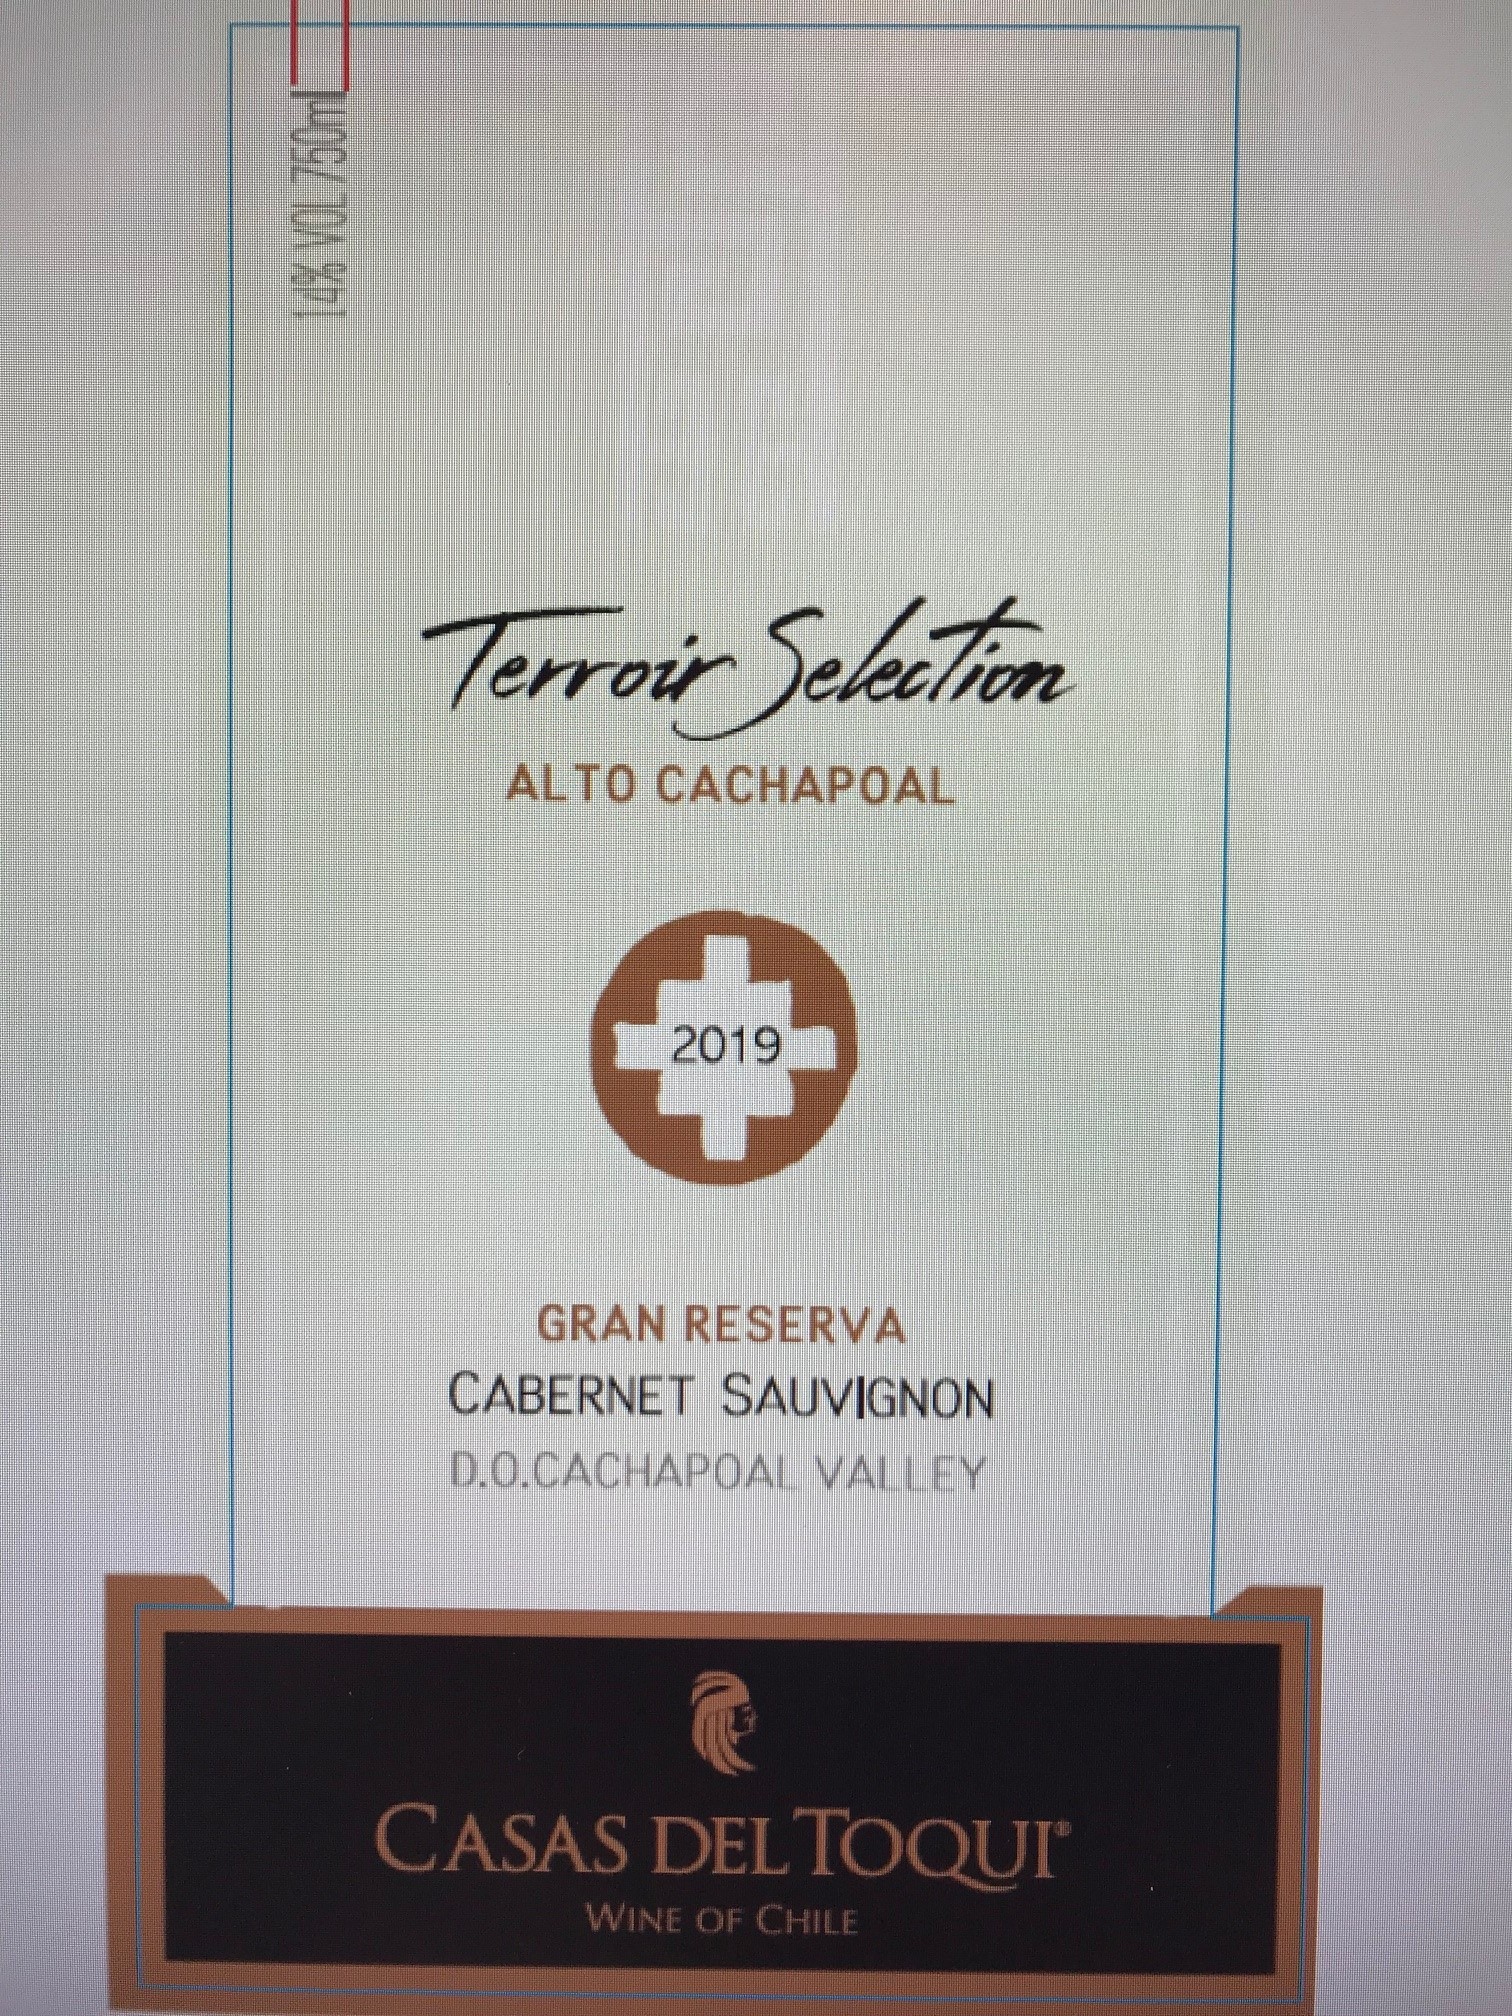 14% VOL 750ml
Terroir Selection
ALTO CACHAPOAL
2019
GRAN RESERVA
CABERNET SAUVIGNON
D.O.CACHAPOAL VALLEY
CASAS DEL TOQUI®
WINE OF CHILE